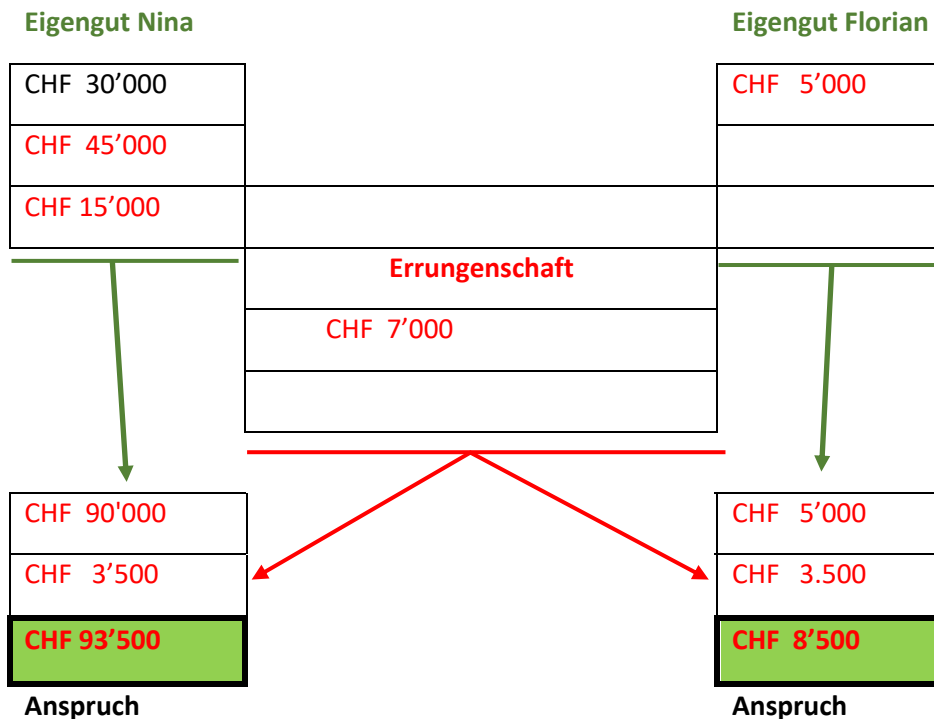 Eigengut Nina Eigengut Florian
CHF 30’000 CHF 5’000
CHF 45’000
CHF 15’000
Errungenschaft
CHF 7’000
CHF 90'000 CHF 5’000
CHF 3’500 CHF 3.500
CHF 93’500 CHF 8’500
Anspruch Anspruch